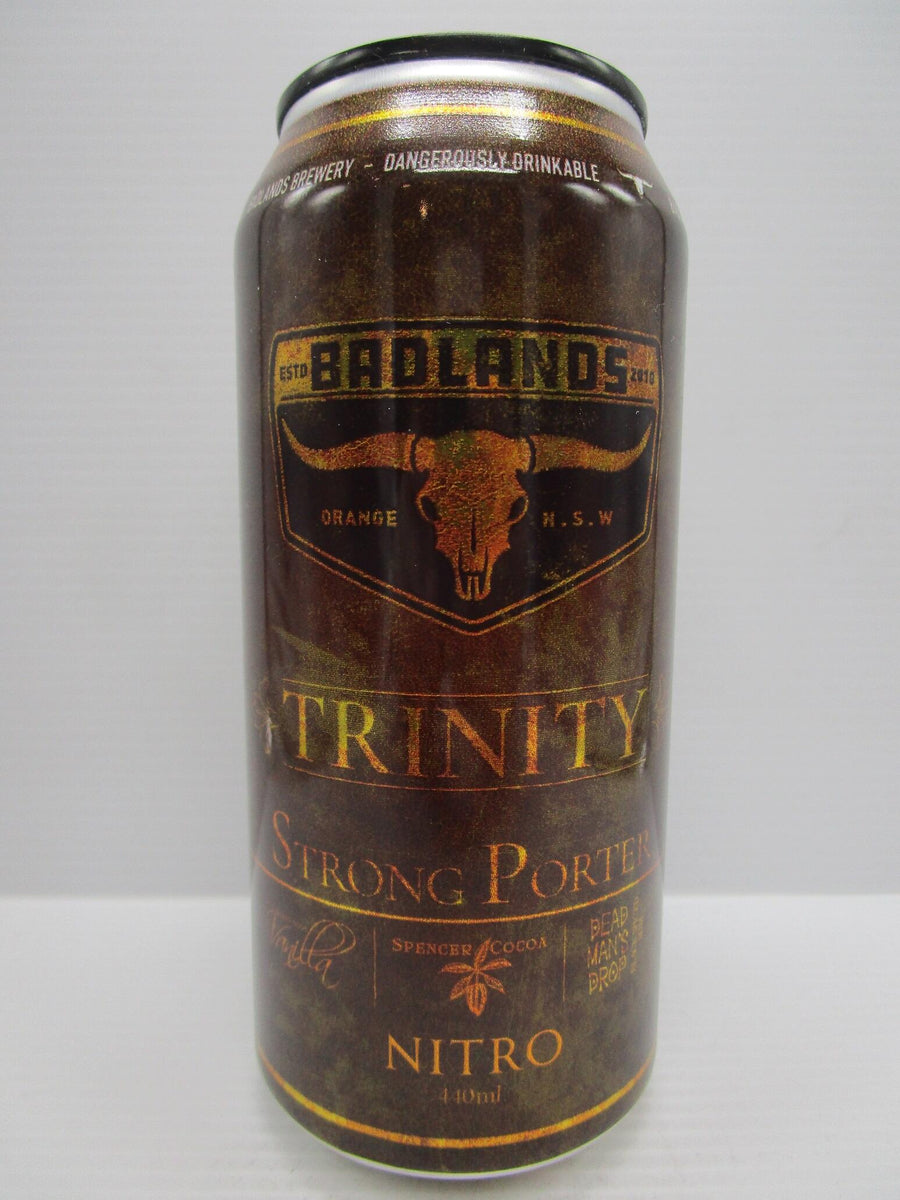 BADLANDS BREWERY - DANGEROUSLY DRINKABLE
ESTD BADLANDS 2010
ORANGE N.S.W
TRINITY
STRONG PORTER
Vanilla
SPENCER COCOA
DEAD
MAN'S
DROP
NITRO
440ml